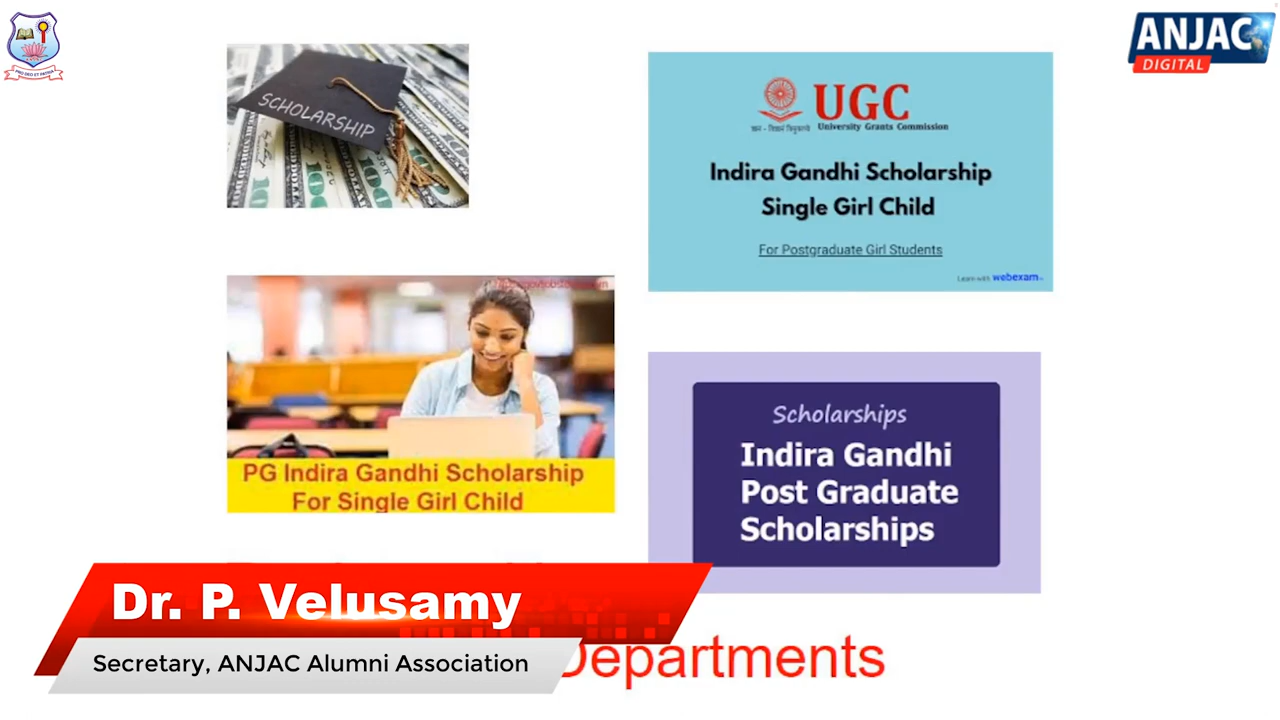 ANJAC
DIGITAL
SCHOLARSHIP
UGC
University Grants Commission
Indira Gandhi Scholarship
Single Girl Child
For Postgraduate Girl Students
Learn with webexam
PG Indira Gandhi Scholarship
For Single Girl Child
Scholarships
Indira Gandhi
Post Graduate
Scholarships
Dr. P. Velusamy
Secretary, ANJAC Alumni Association
Departments